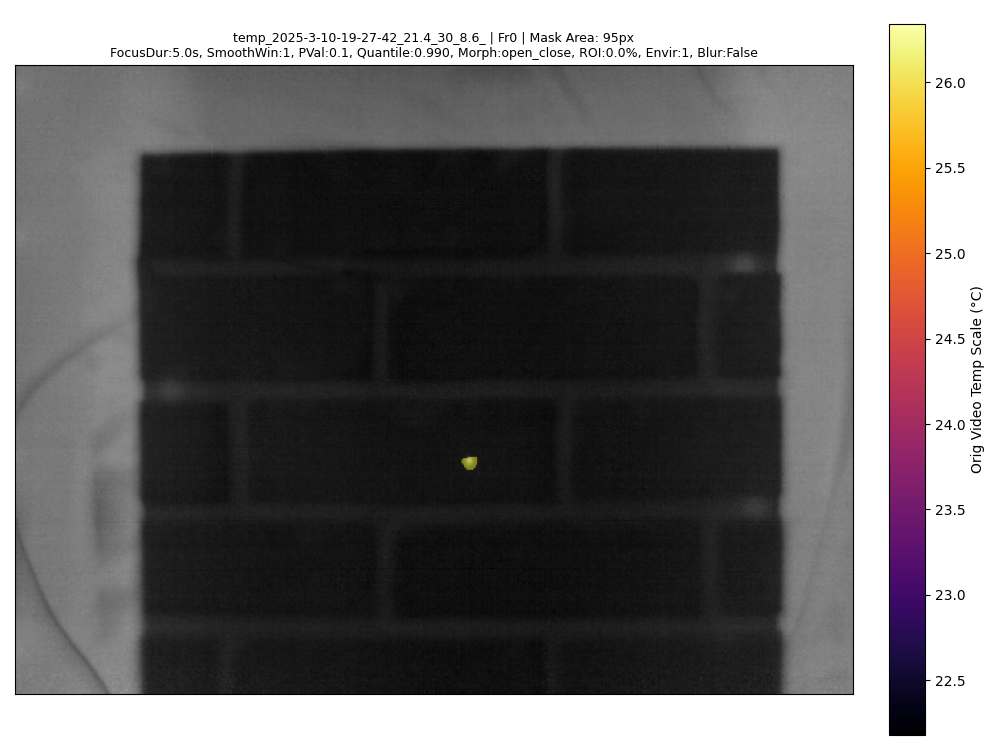 temp_2025-3-10-19-27-42_21.4_30_8.6_ | Fr0 | Mask Area: 95px
FocusDur:5.0s, SmoothWin:1, PVal:0.1, Quantile:0.990, Morph:open_close, ROI:0.0%, Envir:1, Blur:False
26.0
25.5
25.0
24.5
24.0
23.5
23.0
22.5
Orig Video Temp Scale (°C)